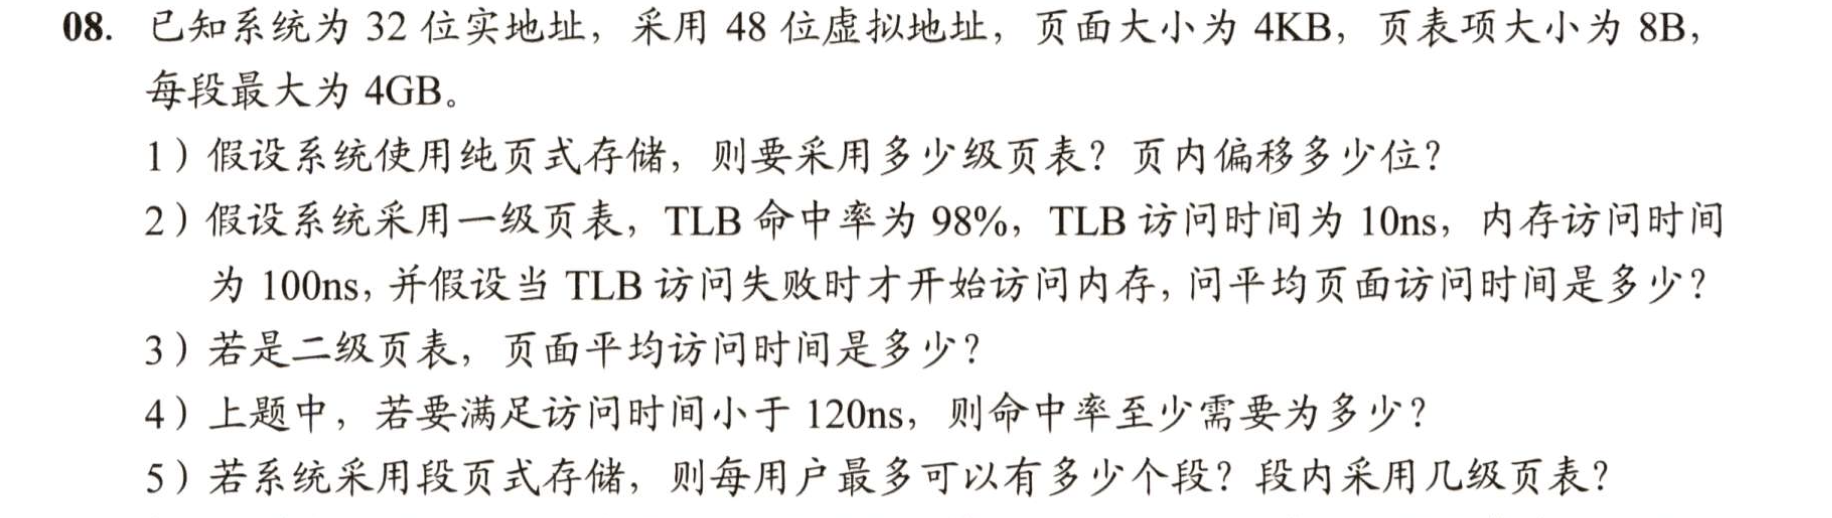 08. 已知系统为 32 位实地址，采用 48 位虚拟地址，页面大小为 4KB，页表项大小为 8B，
每段最大为 4GB。
1）假设系统使用纯页式存储，则要采用多少级页表？页内偏移多少位？
2）假设系统采用一级页表，TLB 命中率为 98%，TLB 访问时间为 10ns，内存访问时间
为 100ns，并假设当 TLB 访问失败时才开始访问内存，问平均页面访问时间是多少？
3）若是二级页表，页面平均访问时间是多少？
4）上题中，若要满足访问时间小于 120ns，则命中率至少需要为多少？
5）若系统采用段页式存储，则每用户最多可以有多少个段？段内采用几级页表？